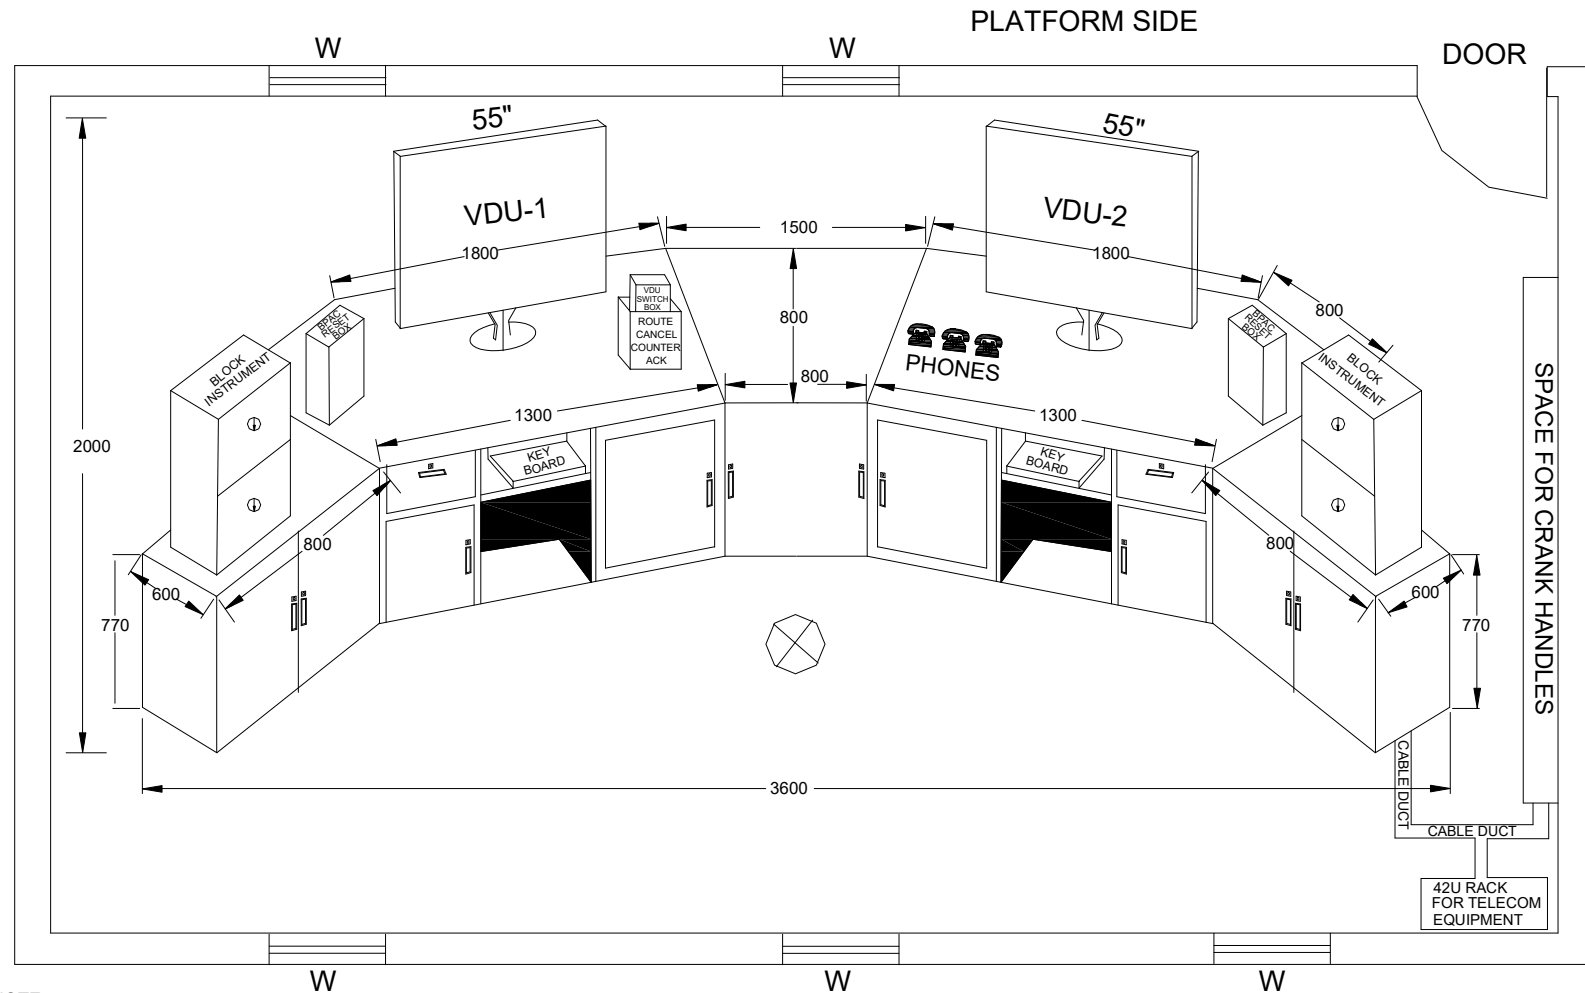 PLATFORM SIDE
W
W
DOOR
55"
55"
VDU-1
VDU-2
1800
1500
1800
800
800
BPAC
RESET
BOX
VDU
SWITCH
BOX
ROUTE
CANCEL
COUNTER
ACK
PHONES
BPAC
RESET
BOX
BLOCK
INSTRUMENT
BLOCK
INSTRUMENT
800
1300
1300
2000
KEY
BOARD
KEY
BOARD
SPACE FOR CRANK HANDLES
800
800
600
600
770
770
3600
CABLE DUCT
CABLE DUCT
42U RACK
FOR TELECOM
EQUIPMENT
W
W
W